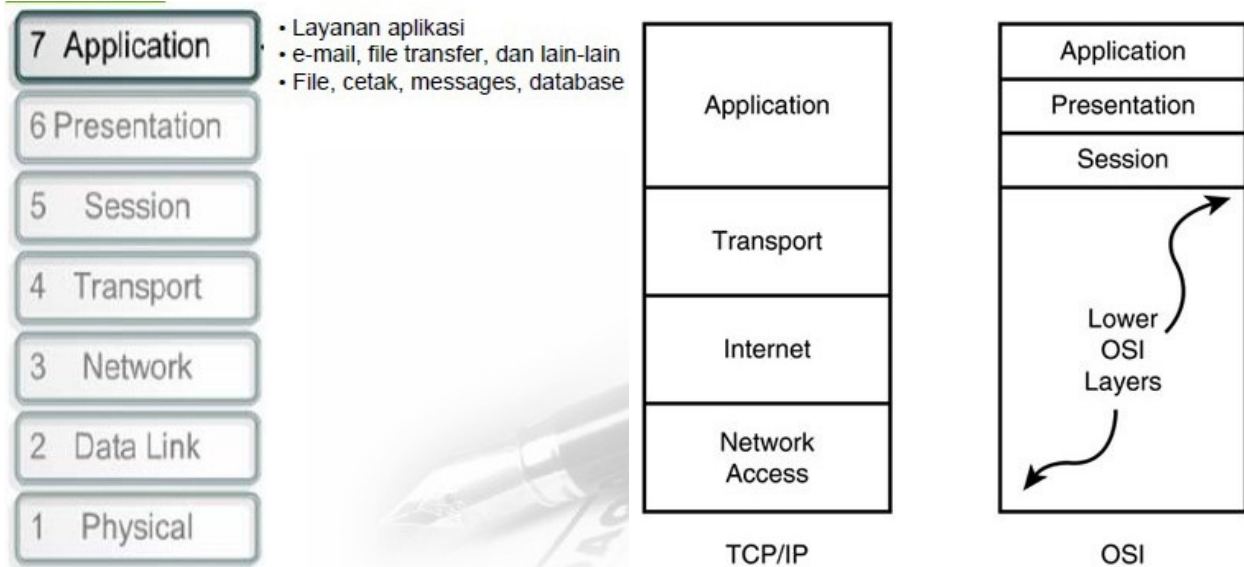 7 Application
• Layanan aplikasi
• e-mail, file transfer, dan lain-lain
• File, cetak, messages, database
6 Presentation
5 Session
4 Transport
3 Network
2 Data Link
1 Physical
Application
Transport
Internet
Network
Access
TCP/IP
Application
Presentation
Session
Lower
OSI
Layers
OSI